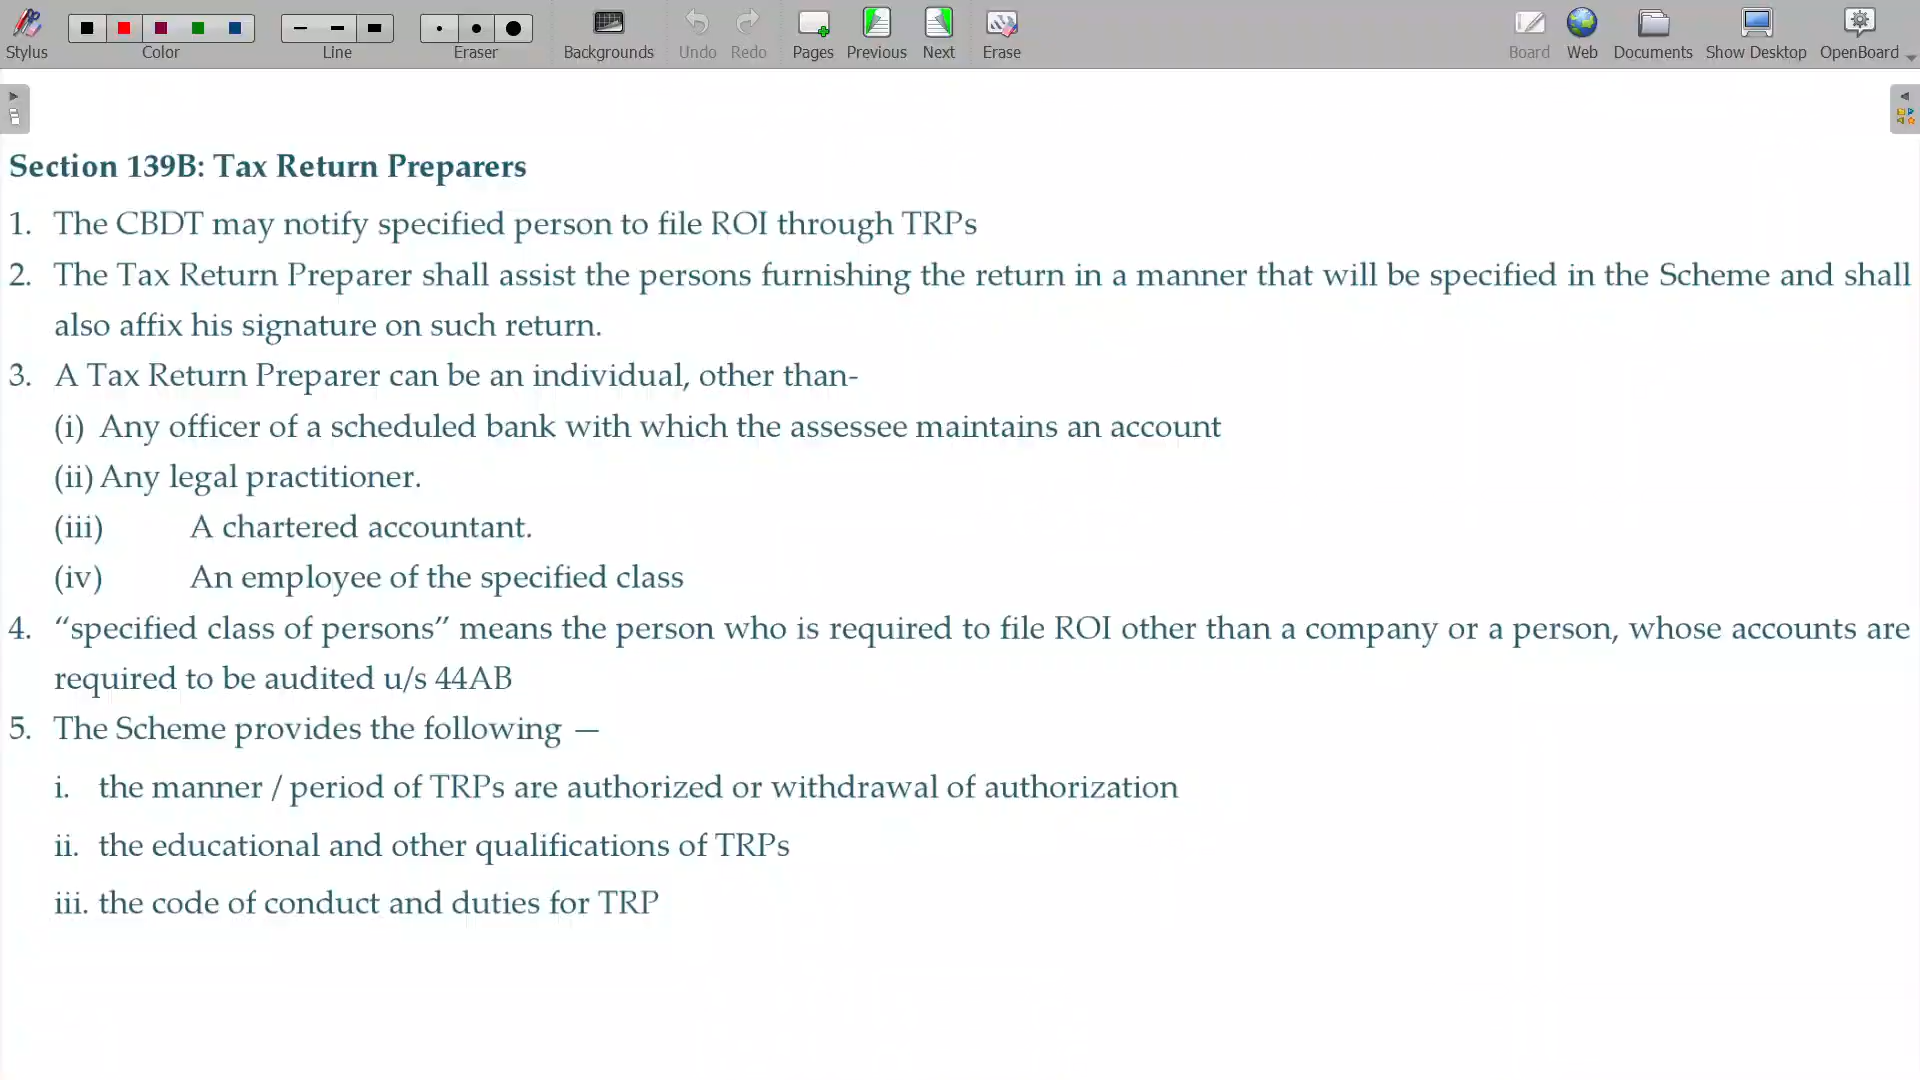 Stylus
Color
Line
Eraser
Backgrounds
Undo
Redo
Pages
Previous
Next
Erase
Board
Web
Documents
Show Desktop
OpenBoard
Section 139B: Tax Return Preparers
1. The CBDT may notify specified person to file ROI through TRPs
2. The Tax Return Preparer shall assist the persons furnishing the return in a manner that will be specified in the Scheme and shall
also affix his signature on such return.
3. A Tax Return Preparer can be an individual, other than-
(i) Any officer of a scheduled bank with which the assessee maintains an account
(ii) Any legal practitioner.
(iii) A chartered accountant.
(iv) An employee of the specified class
4. “specified class of persons” means the person who is required to file ROI other than a company or a person, whose accounts are
required to be audited u/s 44AB
5. The Scheme provides the following —
i. the manner / period of TRPs are authorized or withdrawal of authorization
ii. the educational and other qualifications of TRPs
iii. the code of conduct and duties for TRP